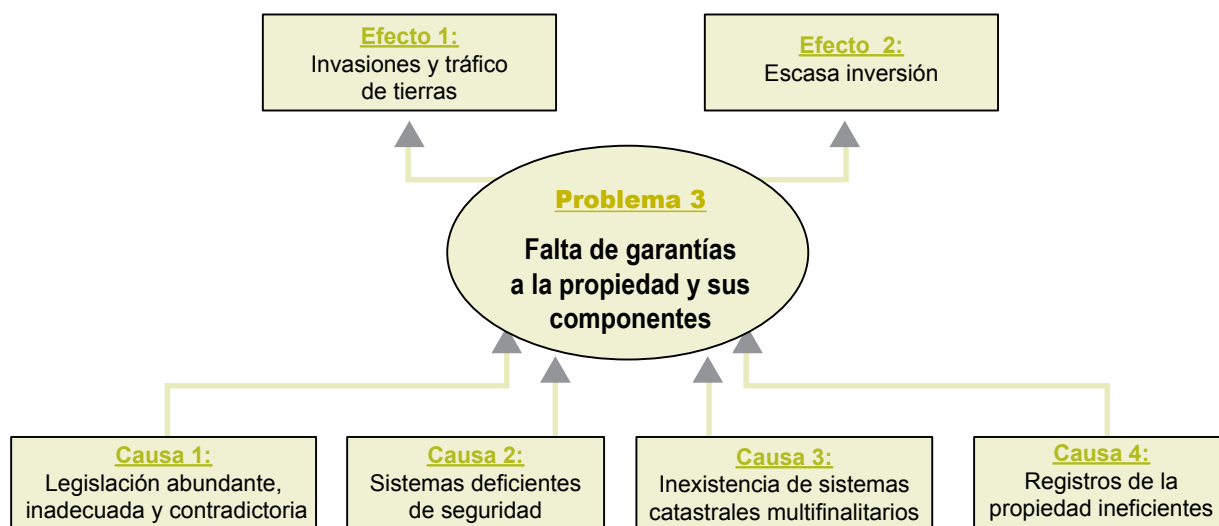 Efecto 1:
Invasiones y tráfico
de tierras
Efecto 2:
Escasa inversión
Problema 3
Falta de garantías
a la propiedad y sus
componentes
Causa 1:
Legislación abundante,
inadecuada y contradictoria
Causa 2:
Sistemas deficientes
de seguridad
Causa 3:
Inexistencia de sistemas
catastrales multifinalitarios
Causa 4:
Registros de la
propiedad ineficientes